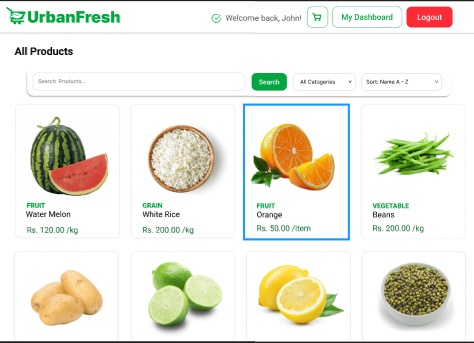 UrbanFresh
Welcome back, John!
My Dashboard
Logout
All Products
Search Products...
Search
All Catogeries
Sort: Name A - Z
FRUIT
Water Melon
Rs. 120.00 /kg
GRAIN
White Rice
Rs. 200.00 /kg
FRUIT
Orange
Rs. 50.00 /item
VEGETABLE
Beans
Rs. 200.00 /kg